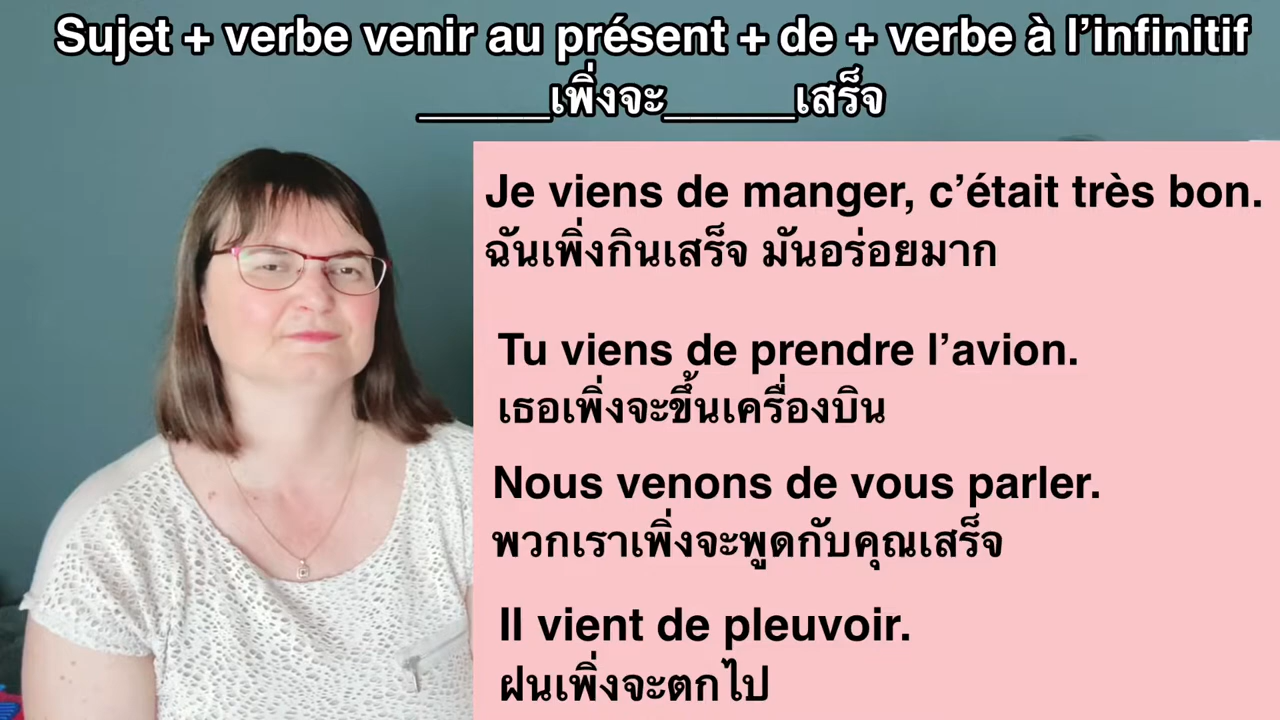 Sujet + verbe venir au présent + de + verbe à l’infinitif
_____เพิ่งจะ_____เสร็จ
Je viens de manger, c’était très bon.
ฉันเพิ่งกินเสร็จ มันอร่อยมาก
Tu viens de prendre l’avion.
เธอเพิ่งจะขึ้นเครื่องบิน
Nous venons de vous parler.
พวกเราเพิ่งจะพูดกับคุณเสร็จ
Il vient de pleuvoir.
ฝนเพิ่งจะตกไป